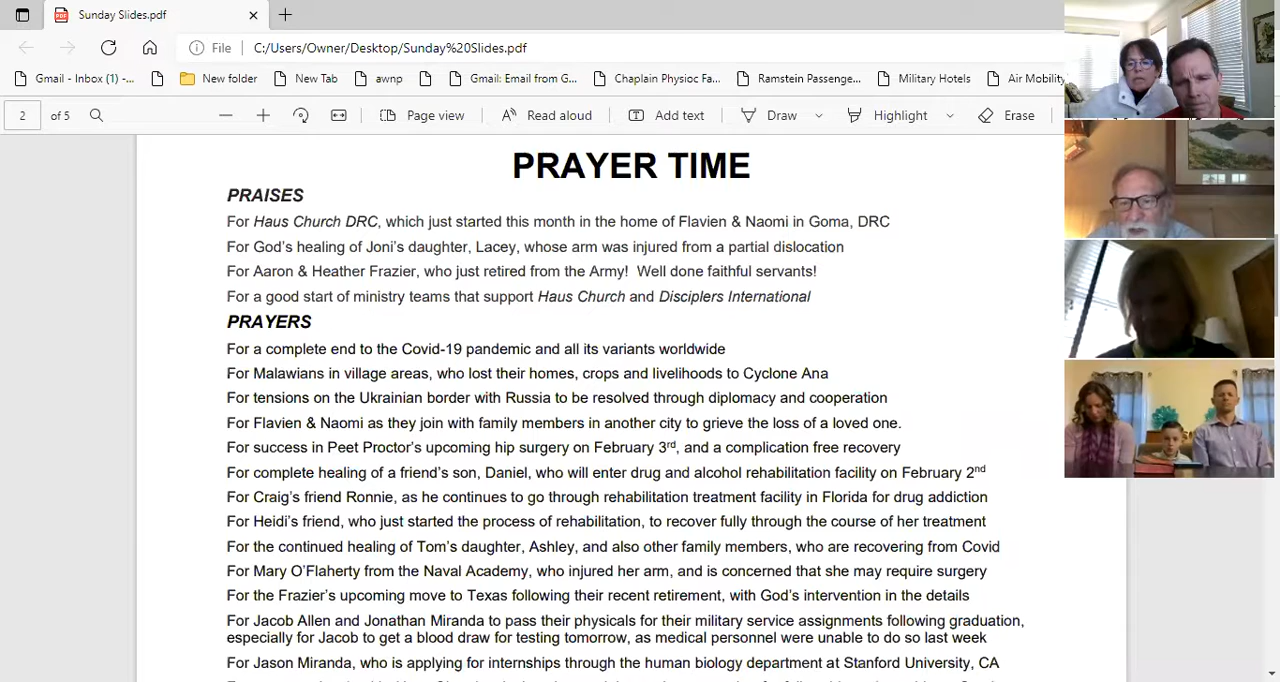 Sunday Slides.pdf
File C:/Users/Owner/Desktop/Sunday%20Slides.pdf
Gmail - Inbox (1) -... New folder New Tab atmp Gmail: Email from G... Chaplain Physioc Fa... Ramstein Passenge... Military Hotels Air Mobility
2 of 5 Page view Read aloud Add text Draw Highlight Erase
PRAYER TIME
PRAISES
For Haus Church DRC, which just started this month in the home of Flavien & Naomi in Goma, DRC
For God's healing of Joni's daughter, Lacey, whose arm was injured from a partial dislocation
For Aaron & Heather Frazier, who just retired from the Army! Well done faithful servants!
For a good start of ministry teams that support Haus Church and Disciplers International
PRAYERS
For a complete end to the Covid-19 pandemic and all its variants worldwide
For Malawians in village areas, who lost their homes, crops and livelihoods to Cyclone Ana
For tensions on the Ukrainian border with Russia to be resolved through diplomacy and cooperation
For Flavien & Naomi as they join with family members in another city to grieve the loss of a loved one.
For success in Peet Proctor's upcoming hip surgery on February 3rd, and a complication free recovery
For complete healing of a friend's son, Daniel, who will enter drug and alcohol rehabilitation facility on February 2nd
For Craig's friend Ronnie, as he continues to go through rehabilitation treatment facility in Florida for drug addiction
For Heidi's friend, who just started the process of rehabilitation, to recover fully through the course of her treatment
For the continued healing of Tom's daughter, Ashley, and also other family members, who are recovering from Covid
For Mary O'Flaherty from the Naval Academy, who injured her arm, and is concerned that she may require surgery
For the Frazier's upcoming move to Texas following their recent retirement, with God's intervention in the details
For Jacob Allen and Jonathan Miranda to pass their physicals for their military service assignments following graduation,
especially for Jacob to get a blood draw for testing tomorrow, as medical personnel were unable to do so last week
For Jason Miranda, who is applying for internships through the human biology department at Stanford University, CA